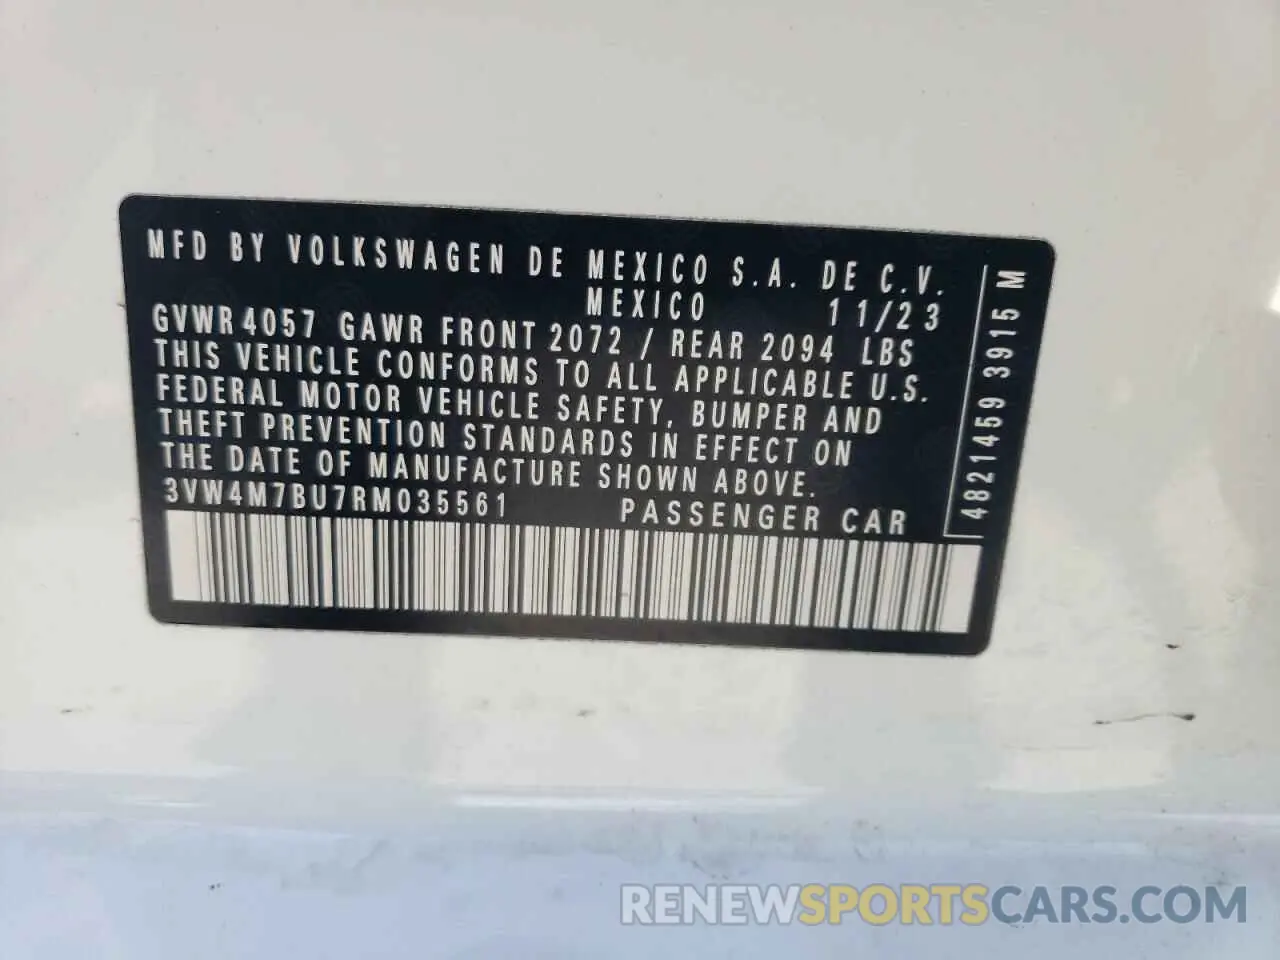 MFD BY VOLKSWAGEN DE MEXICO S.A. DE C.V.
MEXICO 11/23
GVWR 4057 GAWR FRONT 2072 / REAR 2094 LBS
THIS VEHICLE CONFORMS TO ALL APPLICABLE U.S.
FEDERAL MOTOR VEHICLE SAFETY, BUMPER AND
THEFT PREVENTION STANDARDS IN EFFECT ON
THE DATE OF MANUFACTURE SHOWN ABOVE.
3VW4M7BU7RM035561 PASSENGER CAR
4821459 3915 M
RENEWSPORTSCARS.COM